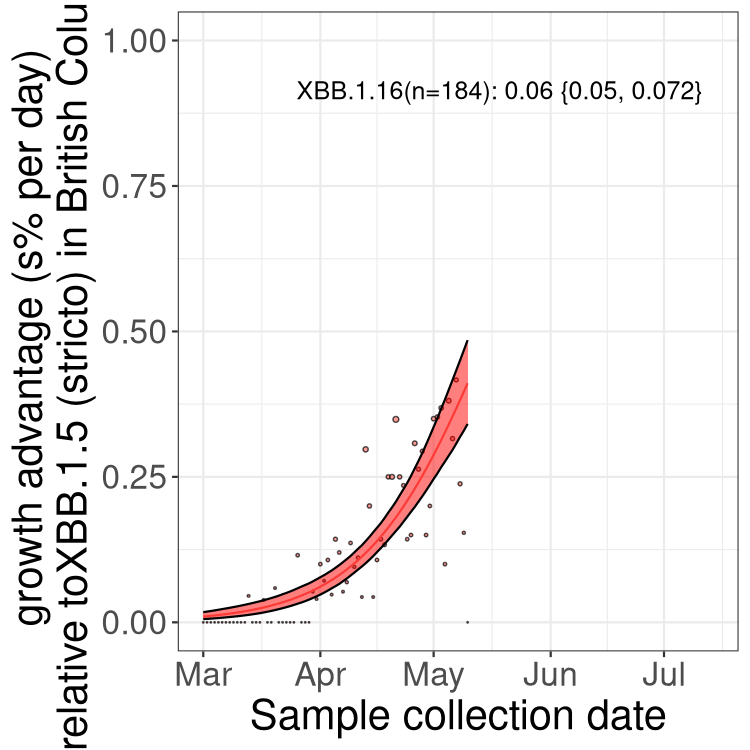 growth advantage (s% per day)
relative toXBB.1.5 (stricto) in British Colu
1.00
0.75
0.50
0.25
0.00
XBB.1.16(n=184): 0.06 {0.05, 0.072}
Mar Apr May Jun Jul
Sample collection date